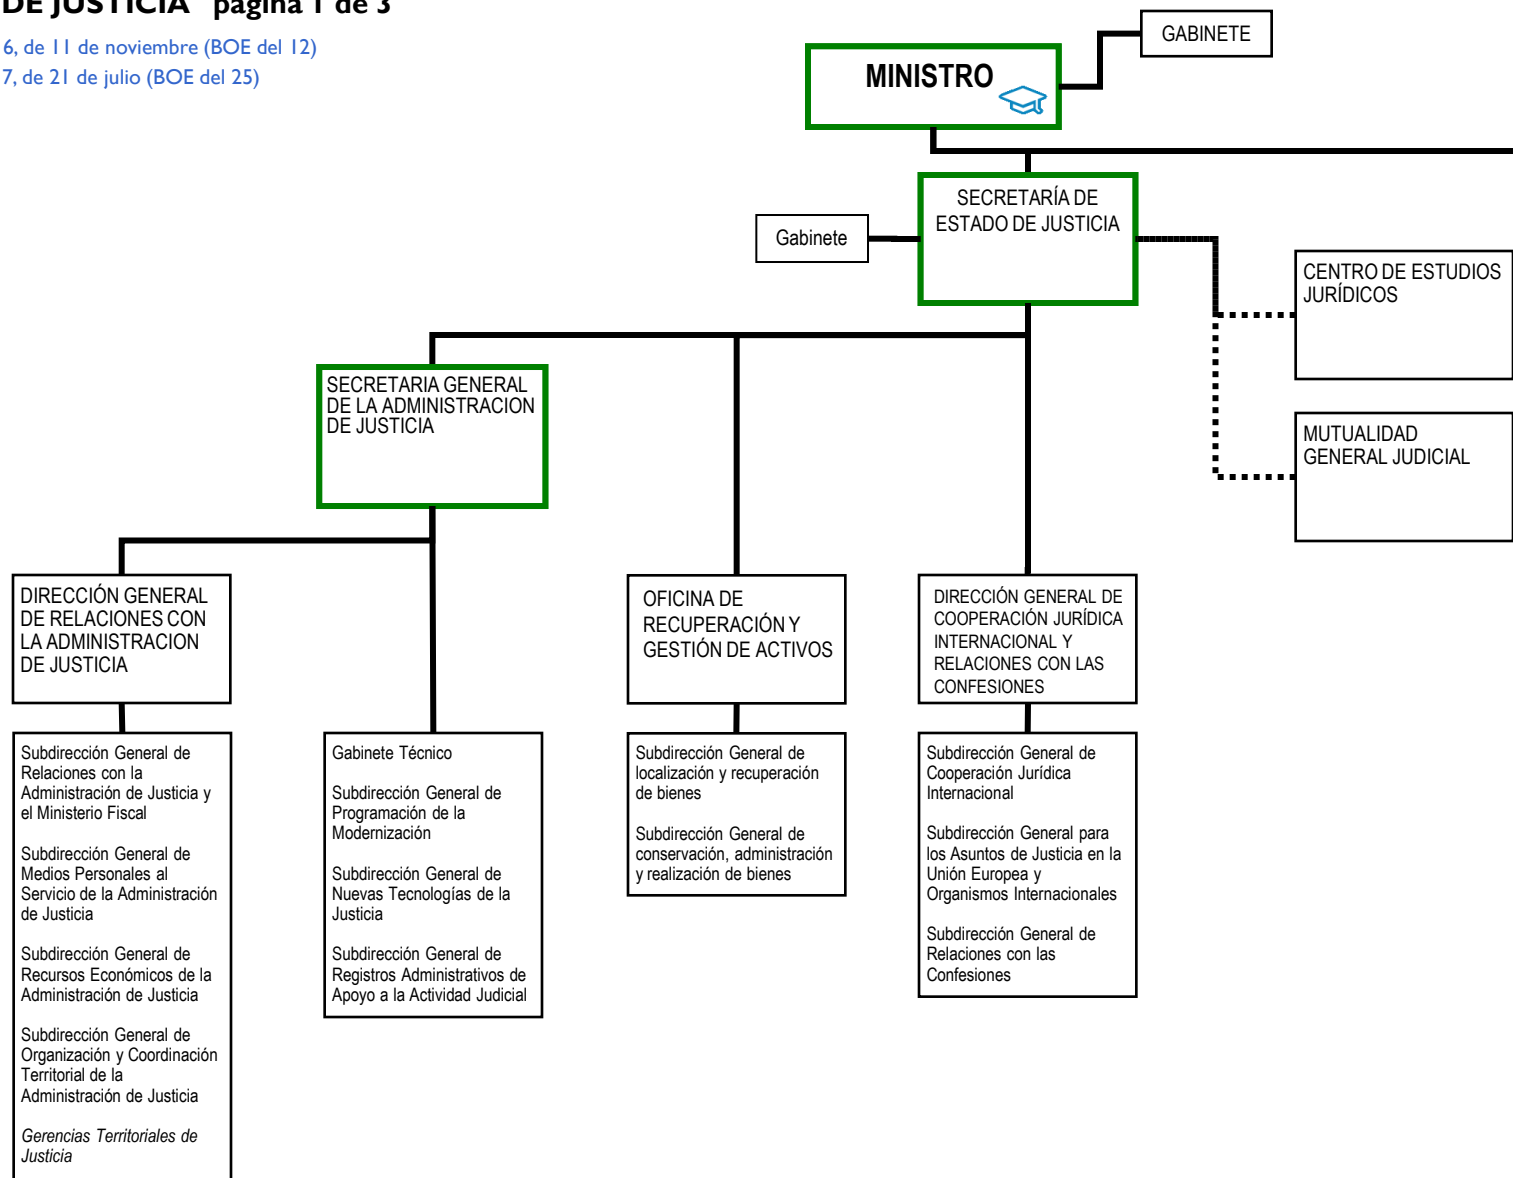 DE JUSTICIA página 1 de 3
6, de 11 de noviembre (BOE del 12)
7, de 21 de julio (BOE del 25)
GABINETE
MINISTRO
SECRETARÍA DE
ESTADO DE JUSTICIA
Gabinete
CENTRO DE ESTUDIOS
JURÍDICOS
MUTUALIDAD
GENERAL JUDICIAL
SECRETARIA GENERAL
DE LA ADMINISTRACION
DE JUSTICIA
DIRECCIÓN GENERAL
DE RELACIONES CON
LA ADMINISTRACION
DE JUSTICIA
OFICINA DE
RECUPERACIÓN Y
GESTIÓN DE ACTIVOS
DIRECCIÓN GENERAL DE
COOPERACIÓN JURÍDICA
INTERNACIONAL Y
RELACIONES CON LAS
CONFESIONES
Subdirección General de
Relaciones con la
Administración de Justicia y
el Ministerio Fiscal
Subdirección General de
Medios Personales al
Servicio de la Administración
de Justicia
Subdirección General de
Recursos Económicos de la
Administración de Justicia
Subdirección General de
Organización y Coordinación
Territorial de la
Administración de Justicia
Gerencias Territoriales de
Justicia
Gabinete Técnico
Subdirección General de
Programación de la
Modernización
Subdirección General de
Nuevas Tecnologías de la
Justicia
Subdirección General de
Registros Administrativos de
Apoyo a la Actividad Judicial
Subdirección General de
localización y recuperación
de bienes
Subdirección General de
conservación, administración
y realización de bienes
Subdirección General de
Cooperación Jurídica
Internacional
Subdirección General para
los Asuntos de Justicia en la
Unión Europea y
Organismos Internacionales
Subdirección General de
Relaciones con las
Confesiones